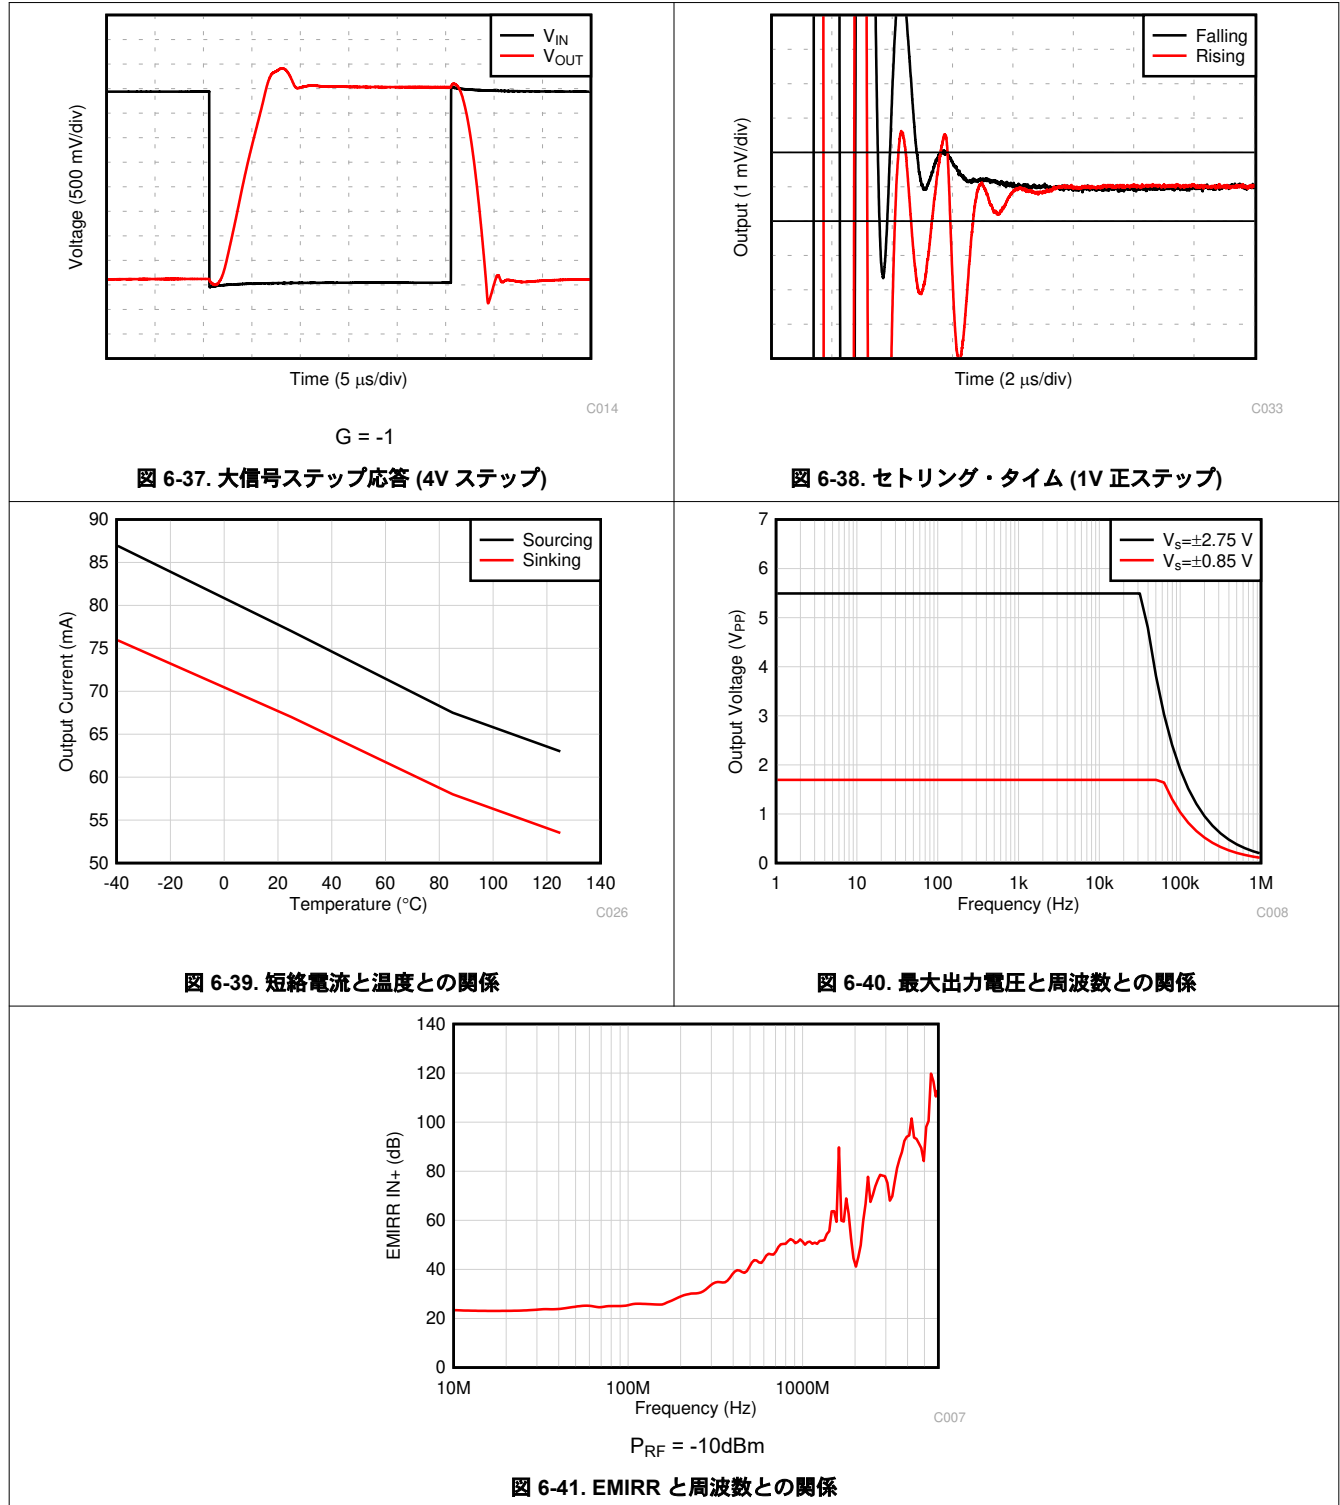 V_IN
V_OUT
Voltage (500 mV/div)
Time (5 μs/div)
C014
G = -1
図 6-37. 大信号ステップ応答 (4V ステップ)
Falling
Rising
Output (1 mV/div)
Time (2 μs/div)
C033
図 6-38. セトリング・タイム (1V 正ステップ)
90
85
80
75
70
65
60
55
50
Sourcing
Sinking
Output Current (mA)
-40 -20 0 20 40 60 80 100 120 140
Temperature (°C)
C026
図 6-39. 短絡電流と温度との関係
7
6
5
4
3
2
1
0
V_s=±2.75 V
V_s=±0.85 V
Output Voltage (V_PP)
1 10 100 1k 10k 100k 1M
Frequency (Hz)
C008
図 6-40. 最大出力電圧と周波数との関係
140
120
100
80
60
40
20
0
EMIRR IN+ (dB)
10M 100M 1000M
Frequency (Hz)
C007
P_RF = -10dBm
図 6-41. EMIRR と周波数との関係